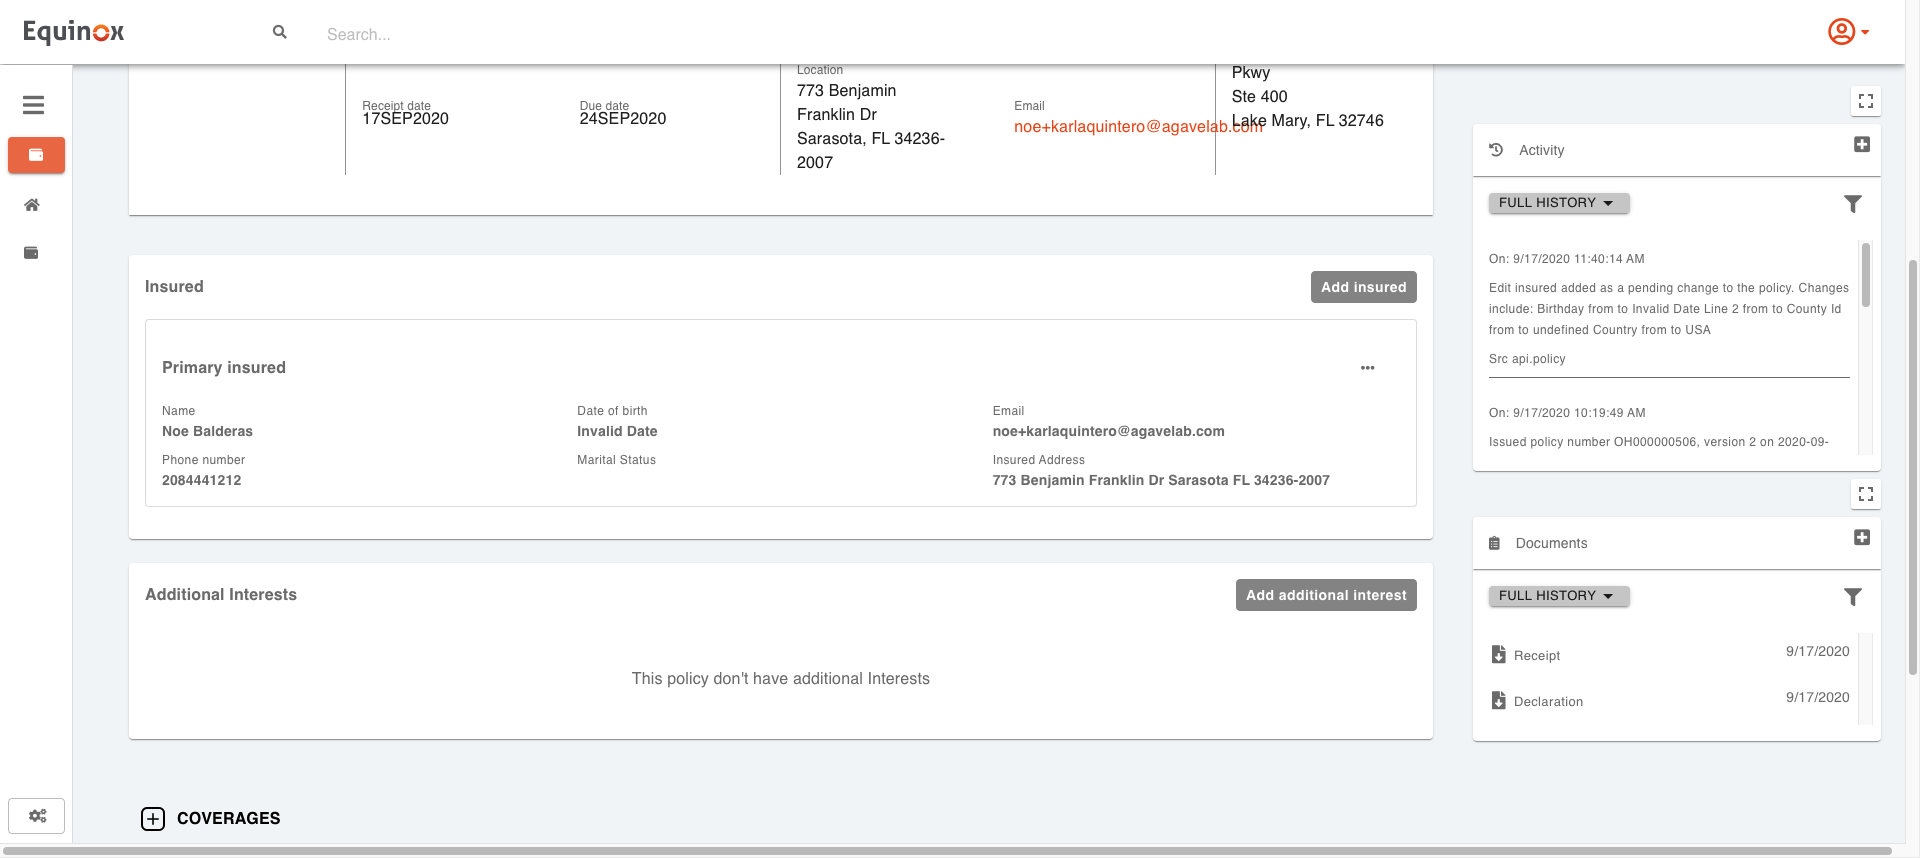 Equinox
Search...
Location
773 Benjamin
Franklin Dr
Sarasota, FL 34236-
2007
Receipt date
17SEP2020
Due date
24SEP2020
Email
noe+karlaquintero@agavelab.com
Pkwy
Ste 400
Lake Mary, FL 32746
Insured
Add insured
Primary insured
Name
Noe Balderas
Date of birth
Invalid Date
Email
noe+karlaquintero@agavelab.com
Phone number
2084441212
Marital Status
Insured Address
773 Benjamin Franklin Dr Sarasota FL 34236-2007
Additional Interests
Add additional interest
This policy don't have additional Interests
COVERAGES
Activity
FULL HISTORY
On: 9/17/2020 11:40:14 AM
Edit insured added as a pending change to the policy. Changes
include: Birthday from to Invalid Date Line 2 from to County Id
from to undefined Country from to USA
Src api.policy
On: 9/17/2020 10:19:49 AM
Issued policy number OH000000506, version 2 on 2020-09-
Documents
FULL HISTORY
Receipt
9/17/2020
Declaration
9/17/2020